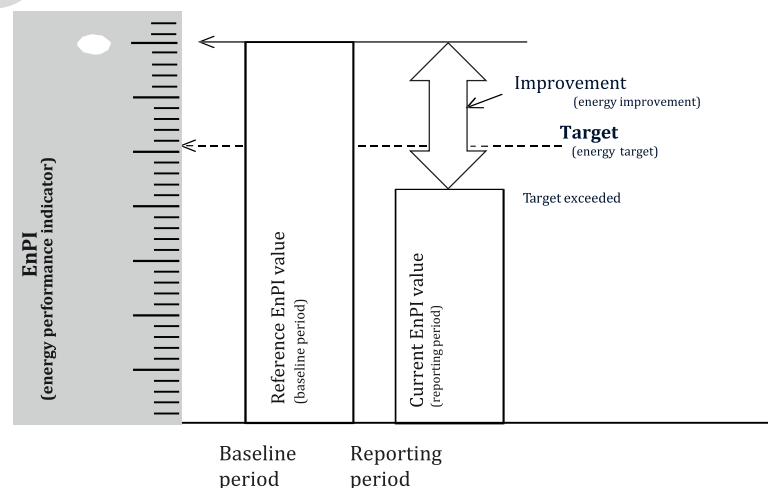 EnPI
(energy performance indicator)
Reference EnPI value
(baseline period)
Current EnPI value
(reporting period)
Improvement
(energy improvement)
Target
(energy target)
Target exceeded
Baseline
period
Reporting
period